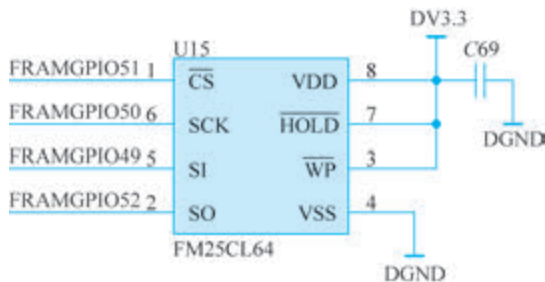 DV3.3
U15
C69
FRAMGPIO51 1 CS VDD 8
FRAMGPIO50 6 SCK HOLD 7
DGND
FRAMGPIO49 5 SI WP 3
FRAMGPIO52 2 SO VSS 4
FM25CL64
DGND